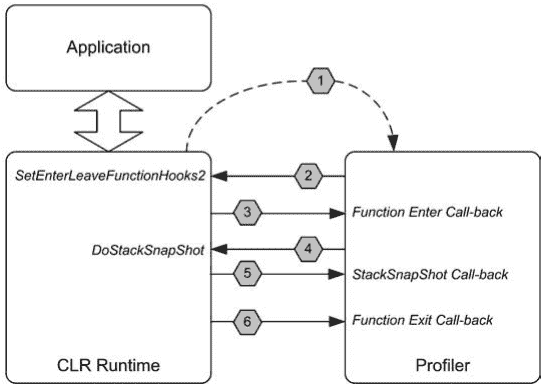 Application
1
SetEnterLeaveFunctionHooks2
2
3
Function Enter Call-back
DoStackSnapShot
4
5
StackSnapShot Call-back
6
Function Exit Call-back
CLR Runtime
Profiler